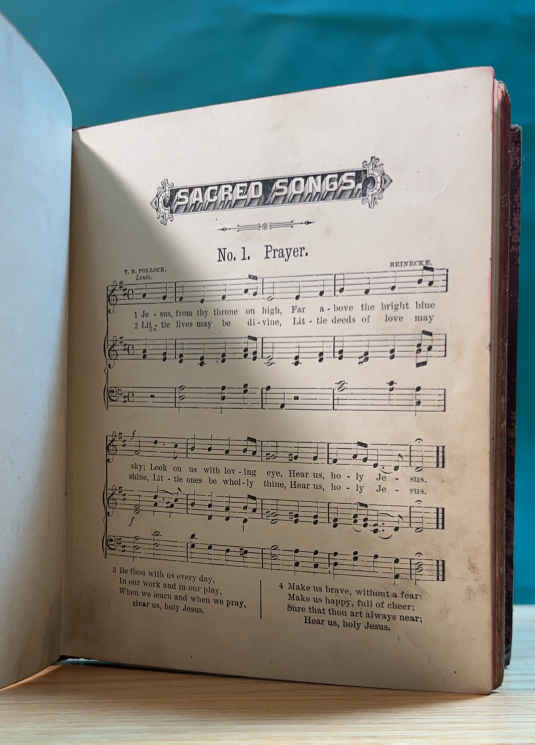 SACRED SONGS.
No. 1. Prayer.
T. B. POLLOCK.
REINECKE.
Lento.
1 Je - sus, from thy throne on high, Far a - bove the bright blue
2 Lit - tle lives may be di - vine, Lit - tle deeds of love may
f
sky; Look on us with lov - ing eye, Hear us, ho - ly Je - sus.
shine, Lit - tle ones be whol - ly thine, Hear us, ho - ly Je - sus.
f
3 Be thou with us every day,
In our work and in our play,
When we learn and when we pray,
Hear us, holy Jesus.
4 Make us brave, without a fear;
Make us happy, full of cheer;
Sure that thou art always near;
Hear us, holy Jesus.